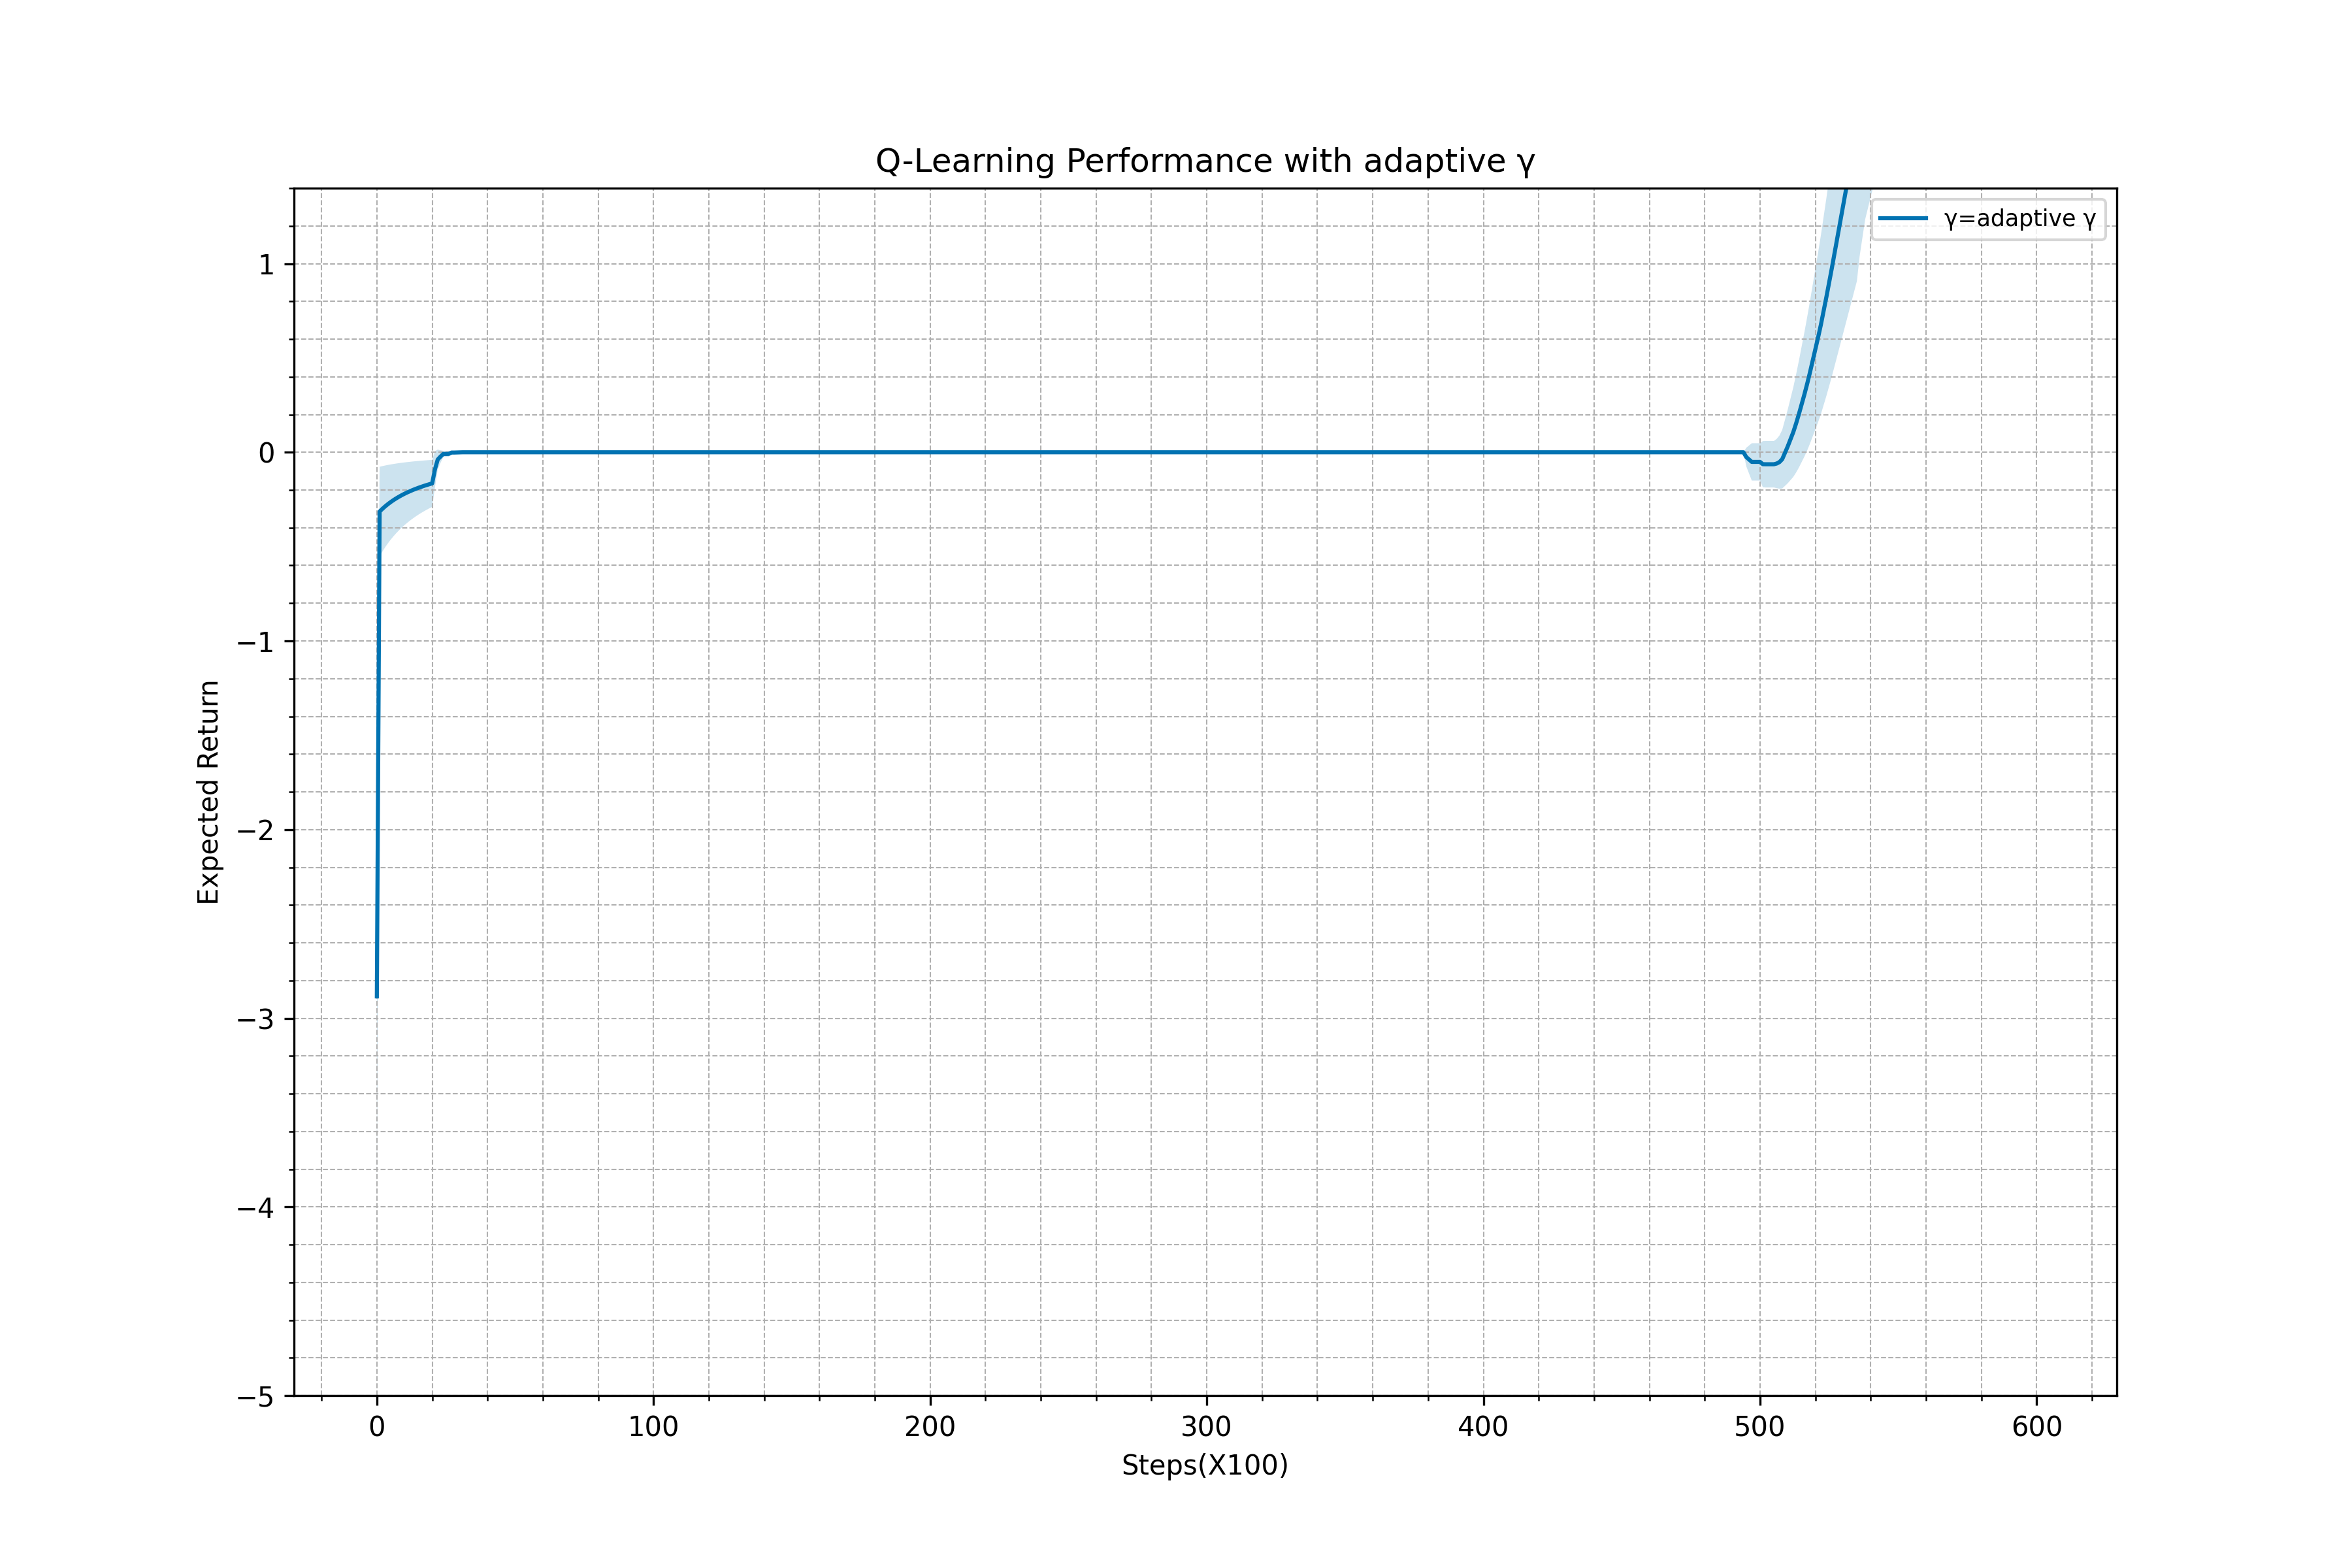 Q-Learning Performance with adaptive γ
γ=adaptive γ
Expected Return
1
0
−1
−2
−3
−4
−5
0 100 200 300 400 500 600
Steps(X100)